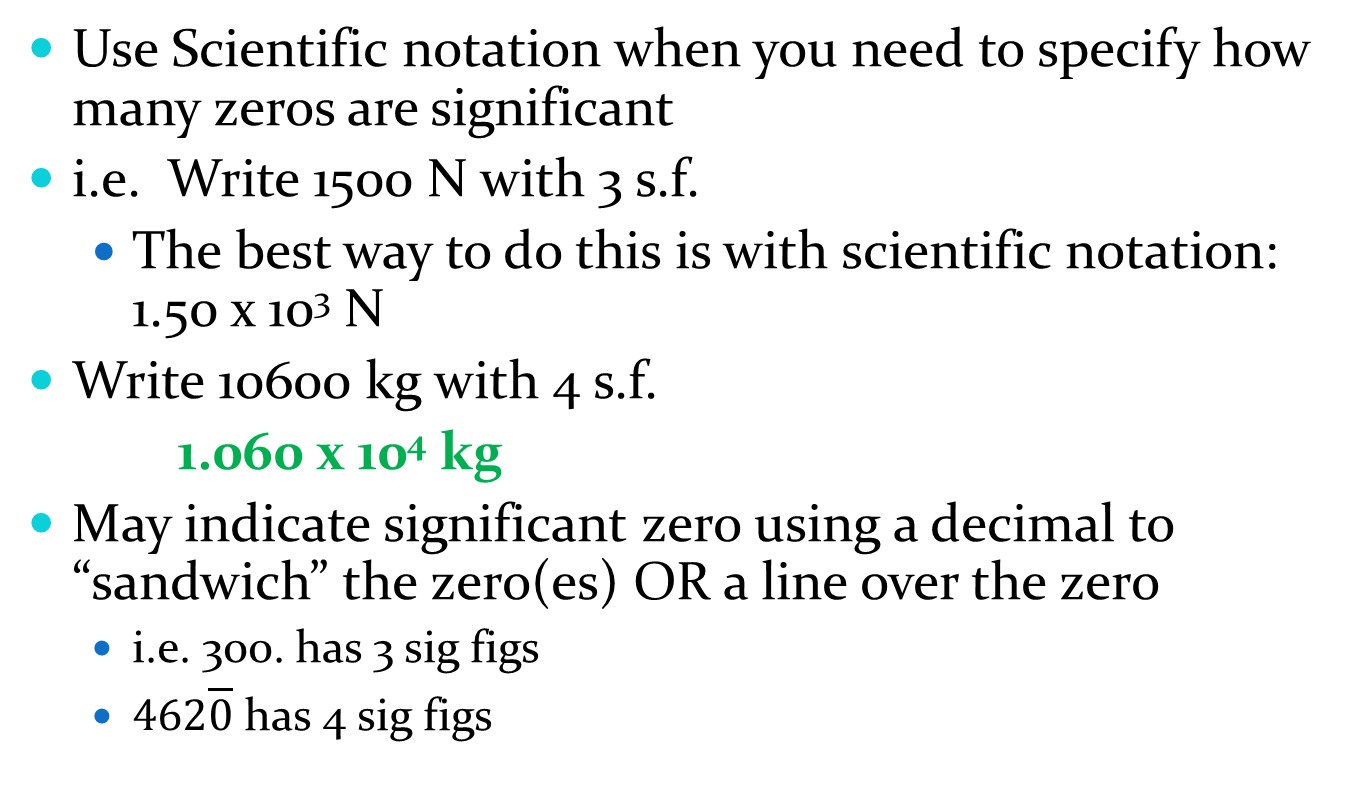 • Use Scientific notation when you need to specify how
many zeros are significant
• i.e.  Write 1500 N with 3 s.f.
• The best way to do this is with scientific notation:
1.50 x 10³ N
• Write 10600 kg with 4 s.f.
1.060 x 10⁴ kg
• May indicate significant zero using a decimal to
“sandwich” the zero(es) OR a line over the zero
• i.e. 300. has 3 sig figs
• 4620̅ has 4 sig figs